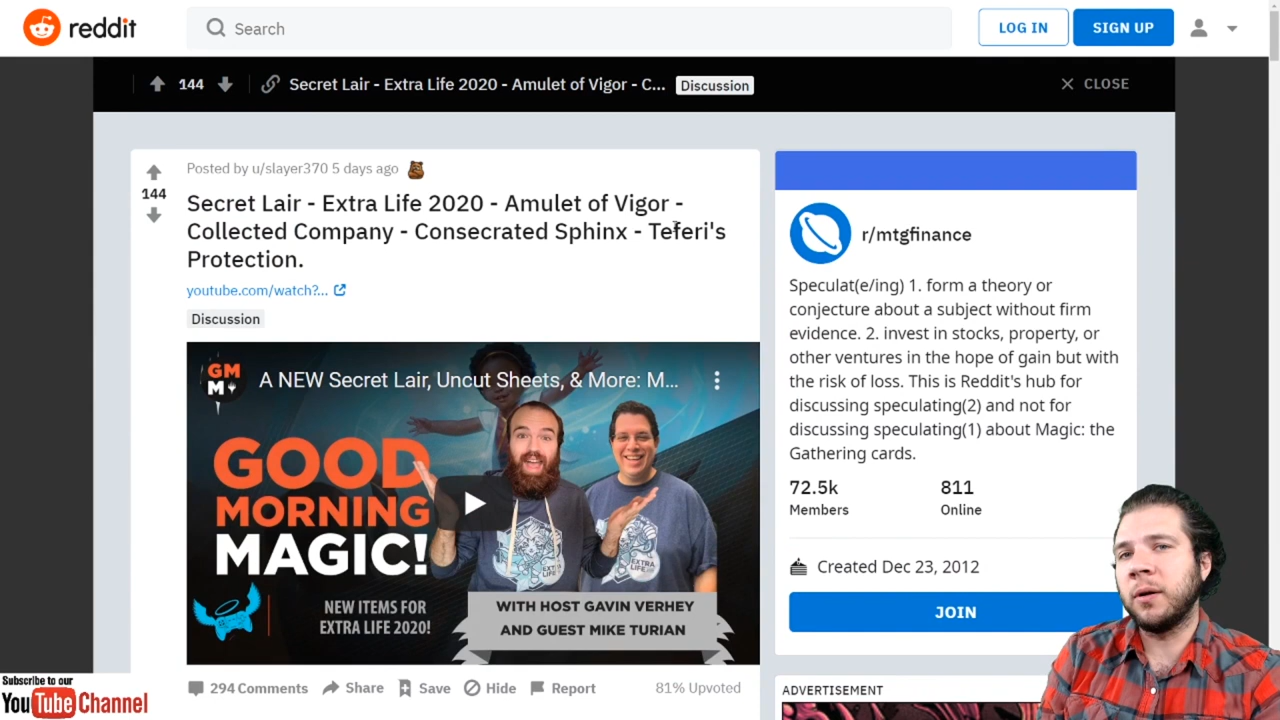 reddit
Search
LOG IN
SIGN UP
144
Secret Lair - Extra Life 2020 - Amulet of Vigor - C...
Discussion
CLOSE
Posted by u/slayer370 5 days ago
144
Secret Lair - Extra Life 2020 - Amulet of Vigor -
Collected Company - Consecrated Sphinx - Teferi's
Protection.
youtube.com/watch?...
Discussion
GM
M
A NEW Secret Lair, Uncut Sheets, & More: M...
GOOD
MORNING
MAGIC!
NEW ITEMS FOR
EXTRA LIFE 2020!
EXTRA LIFE
EXTRA LIFE
WITH HOST GAVIN VERHEY
AND GUEST MIKE TURIAN
294 Comments
Share
Save
Hide
Report
81% Upvoted
r/mtgfinance
Speculat(e/ing) 1. form a theory or
conjecture about a subject without firm
evidence. 2. invest in stocks, property, or
other ventures in the hope of gain but with
the risk of loss. This is Reddit's hub for
discussing speculating(2) and not for
discussing speculating(1) about Magic: the
Gathering cards.
72.5k
Members
811
Online
Created Dec 23, 2012
JOIN
ADVERTISEMENT
Subscribe to our
YouTube Channel